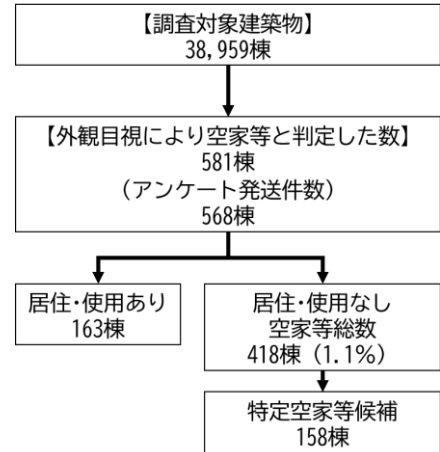 【調査対象建築物】
38,959棟
【外観目視により空家等と判定した数】
581棟
（アンケート発送件数）
568棟
居住・使用あり
163棟
居住・使用なし
空家等総数
418棟（1.1%）
特定空家等候補
158棟